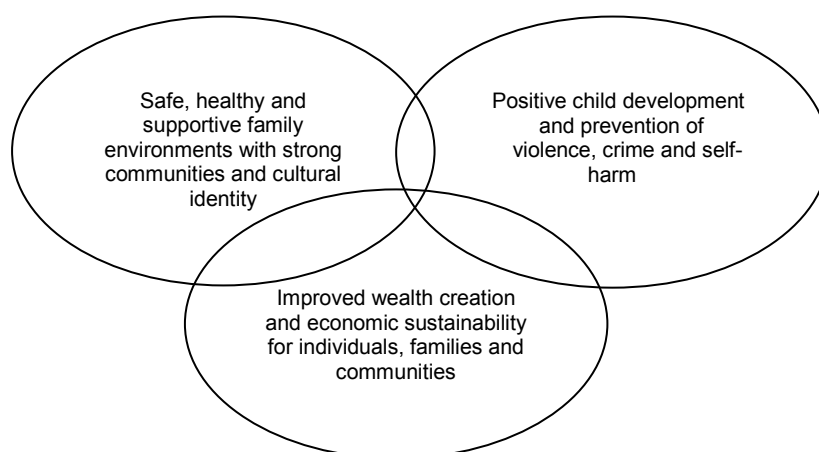 Safe, healthy and
supportive family
environments with strong
communities and cultural
identity
Positive child development
and prevention of
violence, crime and self-
harm
Improved wealth creation
and economic sustainability
for individuals, families and
communities